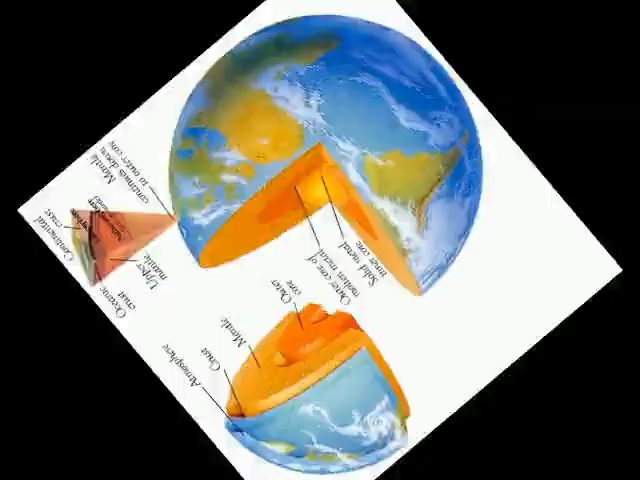 Atmosphere
Crust
Mantle
Outer
core
Outer core of
molten metal
Solid metal
inner core
Oceanic
crust
Upper
mantle
Continental
crust
Mantle
continues down
to outer core